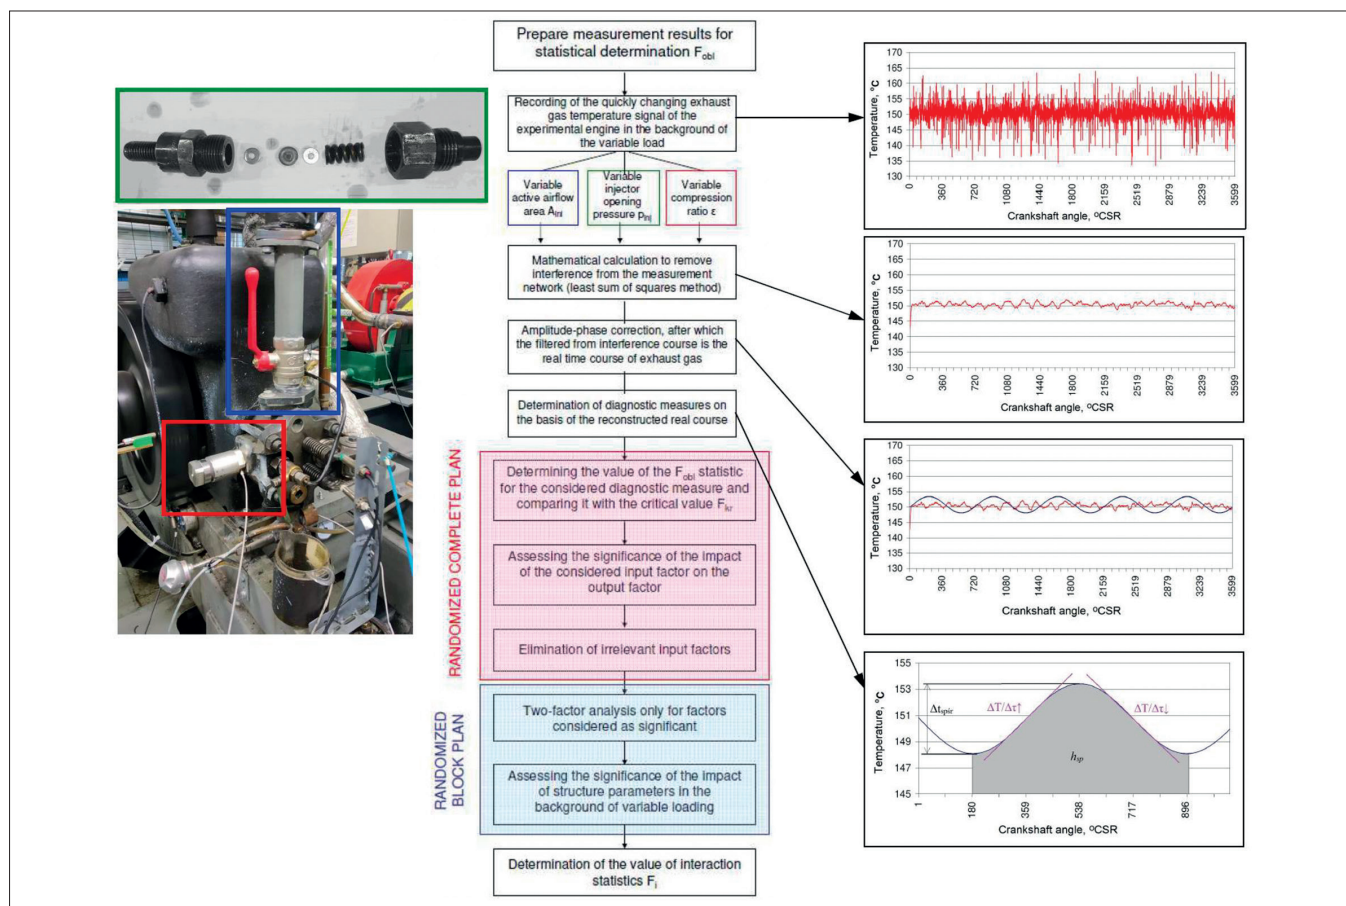 Prepare measurement results for
statistical determination Fobl
Recording of the quickly changing exhaust
gas temperature signal of the
experimental engine in the background of
the variable load
Variable
active airflow
area Ainl
Variable
injector
opening
pressure pinj
Variable
compression
ratio ε
Mathematical calculation to remove
interference from the measurement
network (least sum of squares method)
Amplitude-phase correction, after which
the filtered from interference course is the
real time course of exhaust gas
Determination of diagnostic measures on
the basis of the reconstructed real course
RANDOMIZED COMPLETE PLAN
Determining the value of the Fobl statistic
for the considered diagnostic measure and
comparing it with the critical value Fkr
Assessing the significance of the impact
of the considered input factor on the
output factor
Elimination of irrelevant input factors
RANDOMIZED
BLOCK PLAN
Two-factor analysis only for factors
considered as significant
Assessing the significance of the impact
of structure parameters in the
background of variable loading
Determination of the value of interaction
statistics Fi
Temperature, °C
170
165
160
155
150
145
140
135
130
0 360 720 1080 1440 1800 2159 2519 2879 3239 3599
Crankshaft angle, ºCSR
Temperature, °C
170
165
160
155
150
145
140
135
130
0 360 720 1080 1440 1800 2159 2519 2879 3239 3599
Crankshaft angle, ºCSR
Temperature, °C
170
165
160
155
150
145
140
135
130
0 360 720 1080 1440 1800 2159 2519 2879 3239 3599
Crankshaft angle, ºCSR
Temperature, °C
155
153
151
149
147
145
Δtspir
ΔT/Δτ↑
ΔT/Δτ↓
hsp
1 180 359 538 717 896
Crankshaft angle, ºCSR